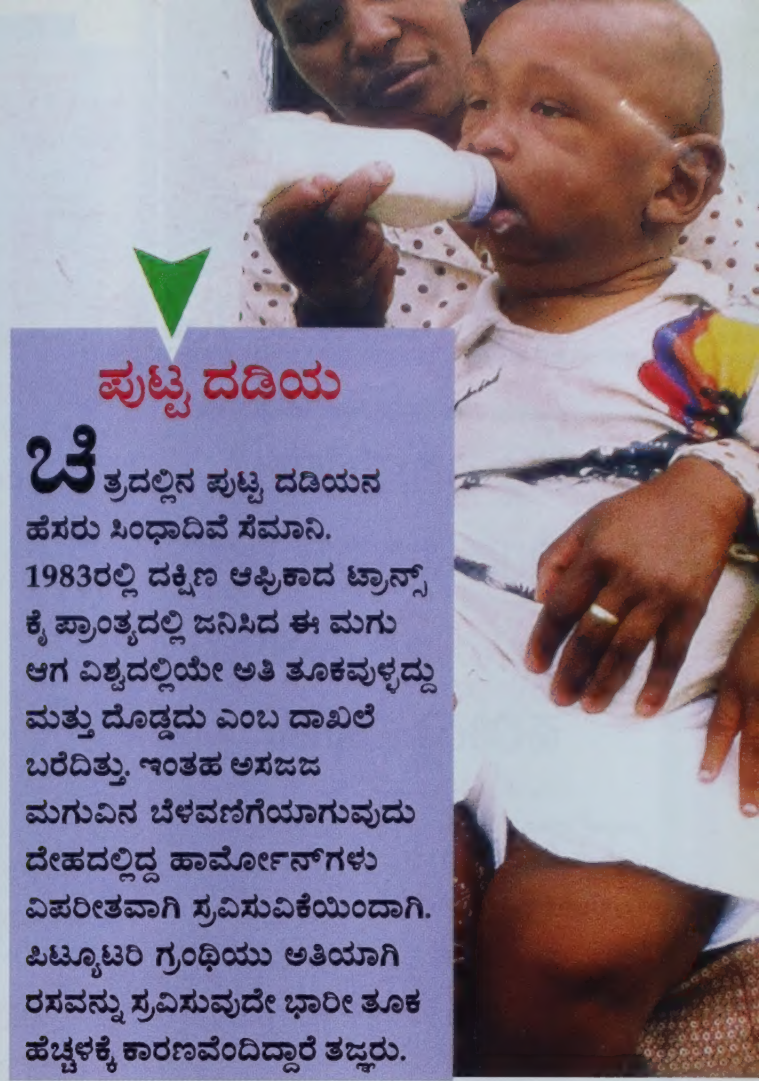 ಪುಟ್ಟ ದಡಿಯ
ಚಿತ್ರದಲ್ಲಿನ ಪುಟ್ಟ ದಡಿಯನ
ಹೆಸರು ಸಿಂಧಾದಿವೆ ಸೆಮಾನಿ.
1983ರಲ್ಲಿ ದಕ್ಷಿಣ ಆಫ್ರಿಕಾದ ಟ್ರಾನ್ಸ್
ಕೈ ಪ್ರಾಂತ್ಯದಲ್ಲಿ ಜನಿಸಿದ ಈ ಮಗು
ಆಗ ವಿಶ್ವದಲ್ಲಿಯೇ ಅತಿ ತೂಕವುಳ್ಳದ್ದು
ಮತ್ತು ದೊಡ್ಡದು ಎಂಬ ದಾಖಲೆ
ಬರೆದಿತ್ತು. ಇಂತಹ ಅಸಜಜ
ಮಗುವಿನ ಬೆಳವಣಿಗೆಯಾಗುವುದು
ದೇಹದಲ್ಲಿದ್ದ ಹಾರ್ಮೋನ್‌ಗಳು
ವಿಪರೀತವಾಗಿ ಸ್ರವಿಸುವಿಕೆಯಿಂದಾಗಿ.
ಪಿಟ್ಯೂಟರಿ ಗ್ರಂಥಿಯು ಅತಿಯಾಗಿ
ರಸವನ್ನು ಸ್ರವಿಸುವುದೇ ಭಾರೀ ತೂಕ
ಹೆಚ್ಚಳಕ್ಕೆ ಕಾರಣವೆಂದಿದ್ದಾರೆ ತಜ್ಞರು.